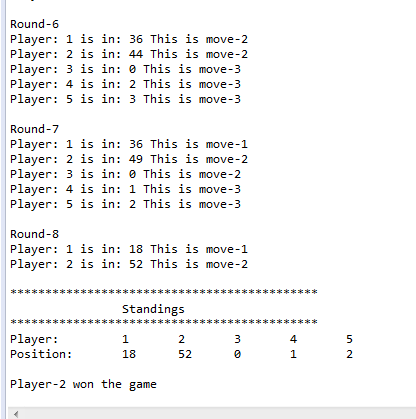 Round-6
Player: 1 is in: 36 This is move-2
Player: 2 is in: 44 This is move-2
Player: 3 is in: 0 This is move-3
Player: 4 is in: 2 This is move-3
Player: 5 is in: 3 This is move-3
Round-7
Player: 1 is in: 36 This is move-1
Player: 2 is in: 49 This is move-2
Player: 3 is in: 0 This is move-2
Player: 4 is in: 1 This is move-3
Player: 5 is in: 2 This is move-3
Round-8
Player: 1 is in: 18 This is move-1
Player: 2 is in: 52 This is move-2
********************************************
Standings
********************************************
Player: 1 2 3 4 5
Position: 18 52 0 1 2
Player-2 won the game